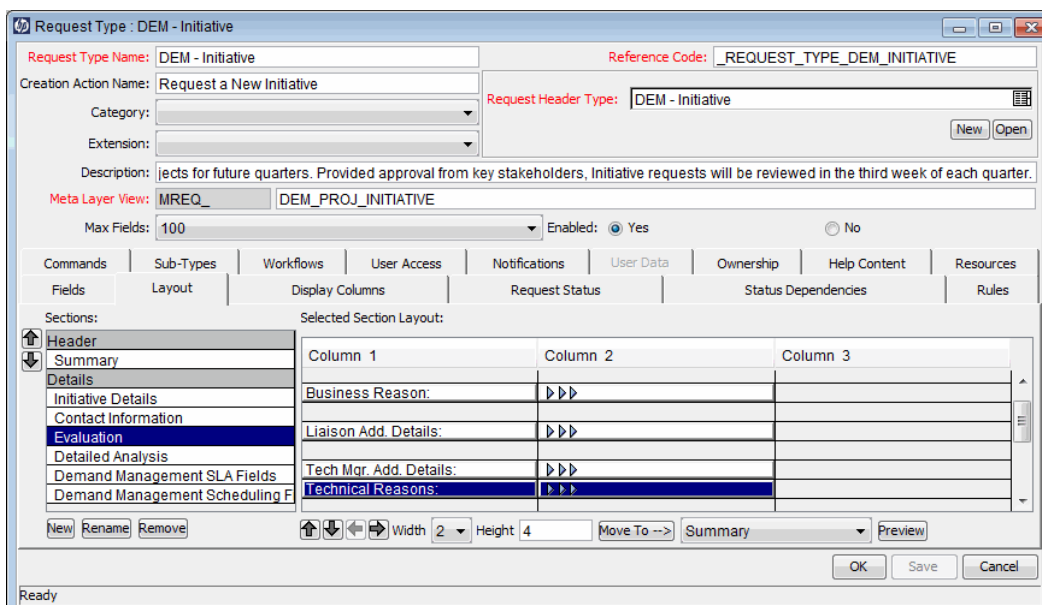 Request Type : DEM - Initiative
Request Type Name: DEM - Initiative Reference Code: _REQUEST_TYPE_DEM_INITIATIVE
Creation Action Name: Request a New Initiative
Request Header Type: DEM - Initiative
Category:
New Open
Extension:
Description: jects for future quarters. Provided approval from key stakeholders, Initiative requests will be reviewed in the third week of each quarter.
Meta Layer View: MREQ_ DEM_PROJ_INITIATIVE
Max Fields: 100 Enabled: Yes No
Commands Sub-Types Workflows User Access Notifications User Data Ownership Help Content Resources
Fields Layout Display Columns Request Status Status Dependencies Rules
Sections: Selected Section Layout:
Header
Summary
Details
Initiative Details
Contact Information
Evaluation
Detailed Analysis
Demand Management SLA Fields
Demand Management Scheduling F
Column 1 Column 2 Column 3
Business Reason:
Liaison Add. Details:
Tech Mgr. Add. Details:
Technical Reasons:
New Rename Remove Width 2 Height 4 Move To --> Summary Preview
OK Save Cancel
Ready